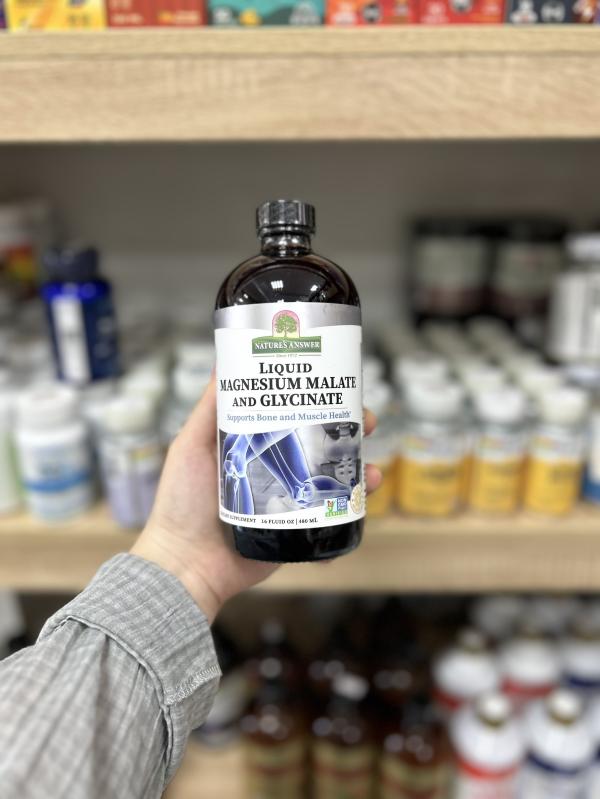 NATURE'S ANSWER
Since 1972
LIQUID
MAGNESIUM MALATE
AND GLYCINATE
Supports Bone and Muscle Health
SUPPLEMENT 16 FLUID OZ | 480 mL